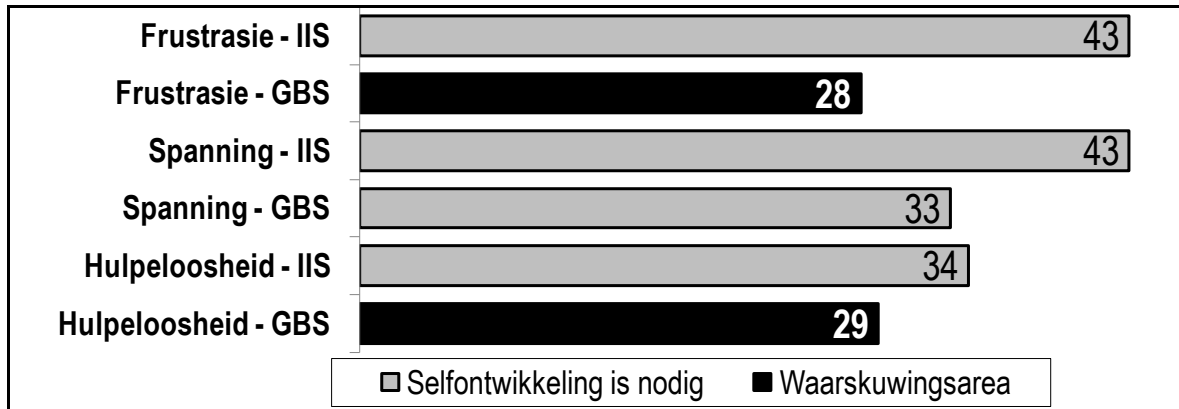 Frustrasie - IIS 43
Frustrasie - GBS 28
Spanning - IIS 43
Spanning - GBS 33
Hulpeloosheid - IIS 34
Hulpeloosheid - GBS 29
Selfontwikkeling is nodig Waarskuwingsarea